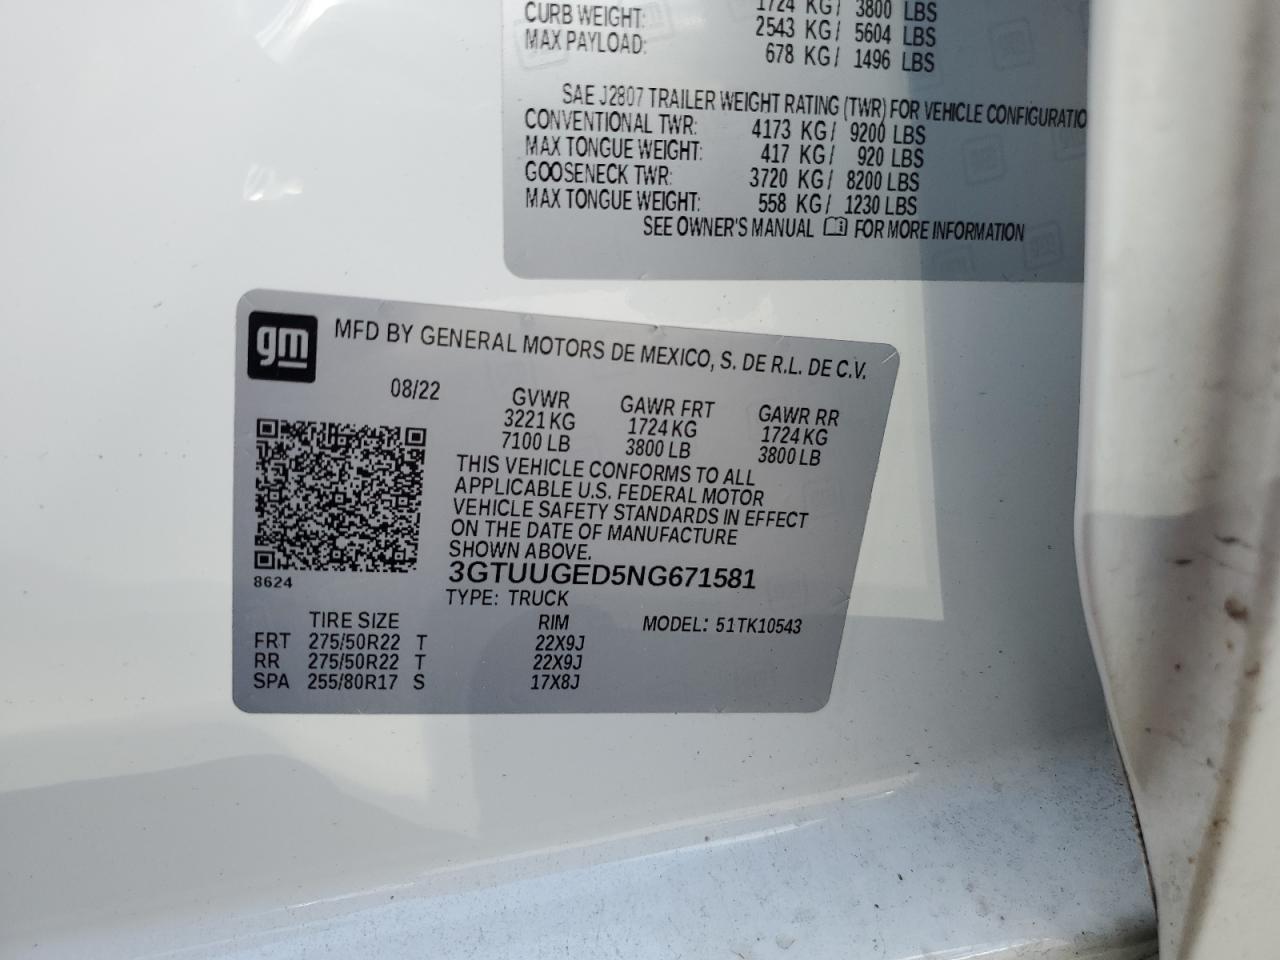 1724 KG/ 3800 LBS
CURB WEIGHT: 2543 KG/ 5604 LBS
MAX PAYLOAD: 678 KG/ 1496 LBS
SAE J2807 TRAILER WEIGHT RATING (TWR) FOR VEHICLE CONFIGURATIO
CONVENTIONAL TWR: 4173 KG/ 9200 LBS
MAX TONGUE WEIGHT: 417 KG/ 920 LBS
GOOSENECK TWR: 3720 KG/ 8200 LBS
MAX TONGUE WEIGHT: 558 KG/ 1230 LBS
SEE OWNER'S MANUAL FOR MORE INFORMATION
gm
MFD BY GENERAL MOTORS DE MEXICO, S. DE R.L. DE C.V.
08/22 GVWR GAWR FRT GAWR RR
3221 KG 1724 KG 1724 KG
7100 LB 3800 LB 3800 LB
THIS VEHICLE CONFORMS TO ALL
APPLICABLE U.S. FEDERAL MOTOR
VEHICLE SAFETY STANDARDS IN EFFECT
ON THE DATE OF MANUFACTURE
SHOWN ABOVE.
8624
3GTUUGED5NG671581
TYPE: TRUCK
TIRE SIZE RIM MODEL: 51TK10543
FRT 275/50R22 T 22X9J
RR 275/50R22 T 22X9J
SPA 255/80R17 S 17X8J